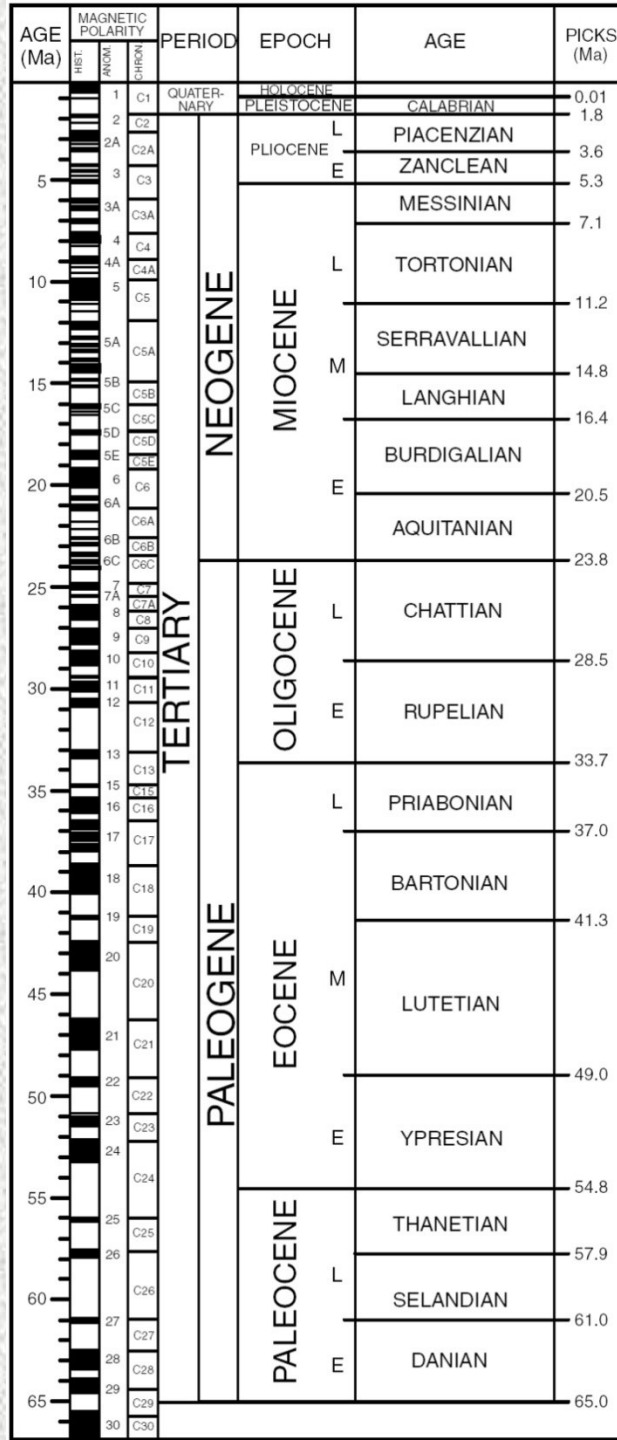 AGE
(Ma)
MAGNETIC
POLARITY
HIST.
ANOM.
CHRON.
PERIOD
EPOCH
AGE
PICKS
(Ma)
5
10
15
20
25
30
35
40
45
50
55
60
65
1
2
2A
3
3A
4
4A
5
5A
5B
5C
5D
5E
6
6A
6B
6C
7
7A
8
9
10
11
12
13
15
16
17
18
19
20
21
22
23
24
25
26
27
28
29
30
C1
C2
C2A
C3
C3A
C4
C4A
C5
C5A
C5B
C5C
C5D
C5E
C6
C6A
C6B
C6C
C7
C7A
C8
C9
C10
C11
C12
C13
C15
C16
C17
C18
C19
C20
C21
C22
C23
C24
C25
C26
C27
C28
C29
C30
QUATER-
NARY
TERTIARY
NEOGENE
PALEOGENE
HOLOCENE
PLEISTOCENE
PLIOCENE
L
E
MIOCENE
L
M
E
OLIGOCENE
L
E
EOCENE
L
M
E
PALEOCENE
L
E
CALABRIAN
PIACENZIAN
ZANCLEAN
MESSINIAN
TORTONIAN
SERRAVALLIAN
LANGHIAN
BURDIGALIAN
AQUITANIAN
CHATTIAN
RUPELIAN
PRIABONIAN
BARTONIAN
LUTETIAN
YPRESIAN
THANETIAN
SELANDIAN
DANIAN
0.01
1.8
3.6
5.3
7.1
11.2
14.8
16.4
20.5
23.8
28.5
33.7
37.0
41.3
49.0
54.8
57.9
61.0
65.0